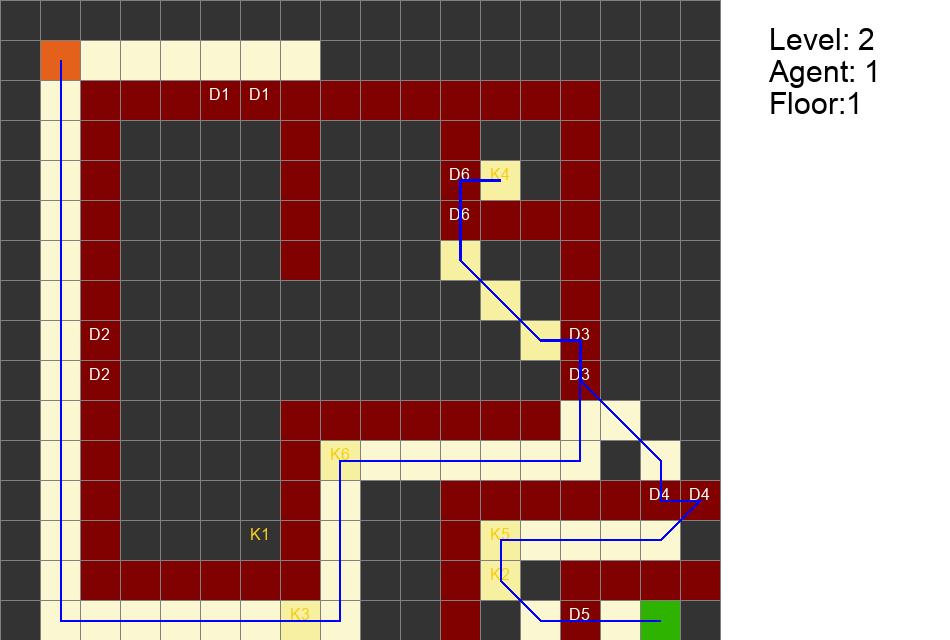 Level: 2
Agent: 1
Floor:1
D1 D1
D6 K4
D6
D2 D3
D2 D3
K6
D4 D4
K1 K5
K2
K3 D5